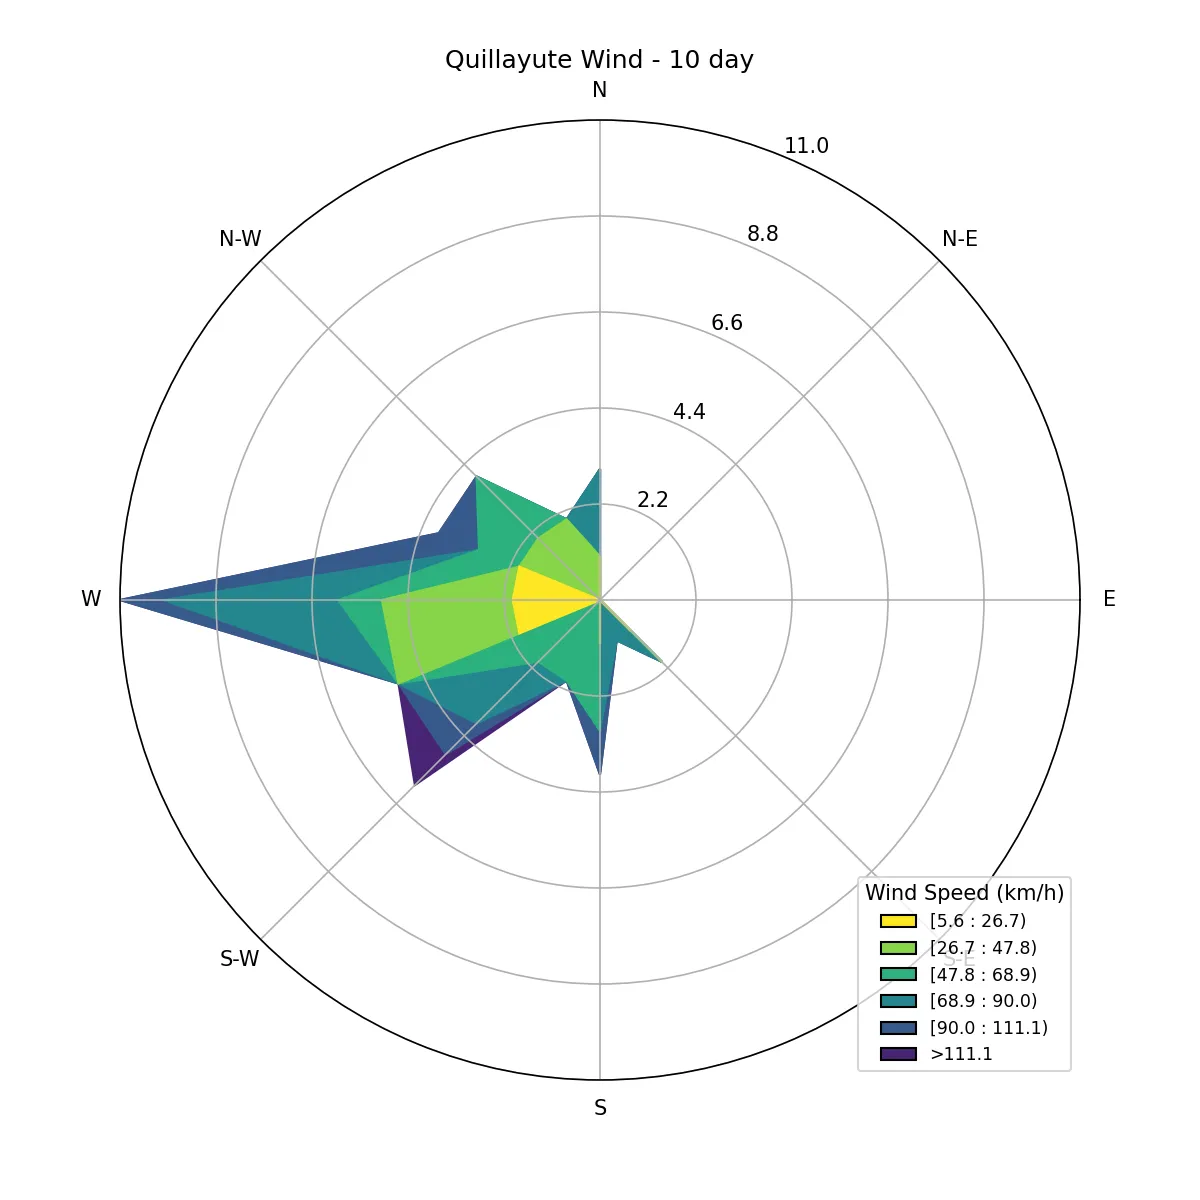 Quillayute Wind - 10 day
N
11.0
N-W
8.8
N-E
6.6
4.4
2.2
W
E
Wind Speed (km/h)
[5.6 : 26.7)
[26.7 : 47.8)
S-W
S-E
[47.8 : 68.9)
[68.9 : 90.0)
[90.0 : 111.1)
>111.1
S